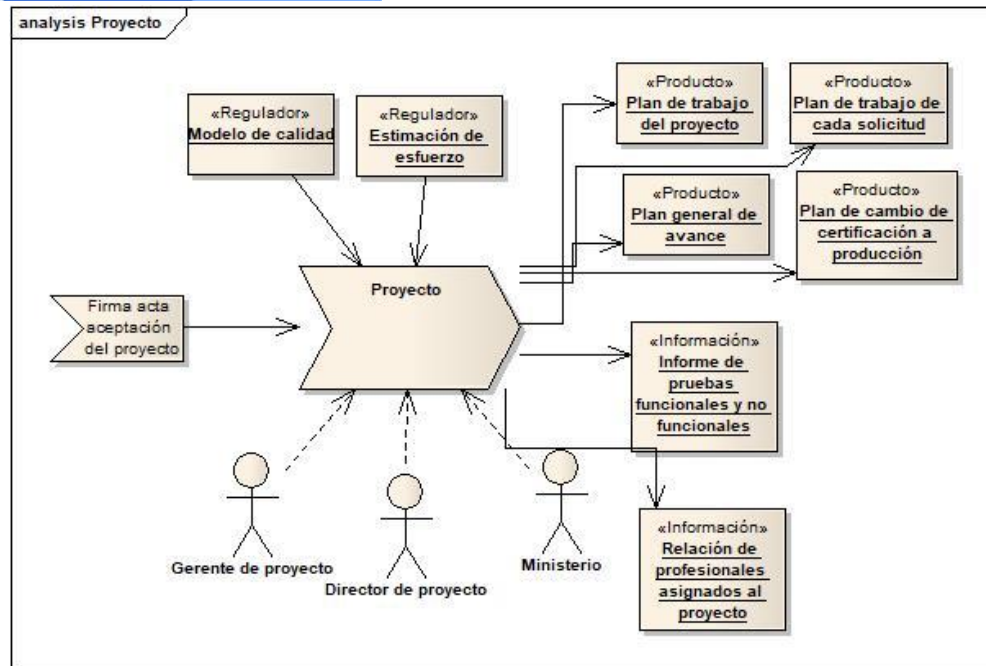 analysis Proyecto
«Regulador»
Modelo de calidad
«Regulador»
Estimación de
esfuerzo
«Producto»
Plan de trabajo
del proyecto
«Producto»
Plan de trabajo de
cada solicitud
«Producto»
Plan general de
avance
«Producto»
Plan de cambio de
certificación a
producción
Firma acta
aceptación
del proyecto
Proyecto
«Información»
Informe de
pruebas
funcionales y no
funcionales
Gerente de proyecto
Director de proyecto
Ministerio
«Información»
Relación de
profesionales
asignados al
proyecto